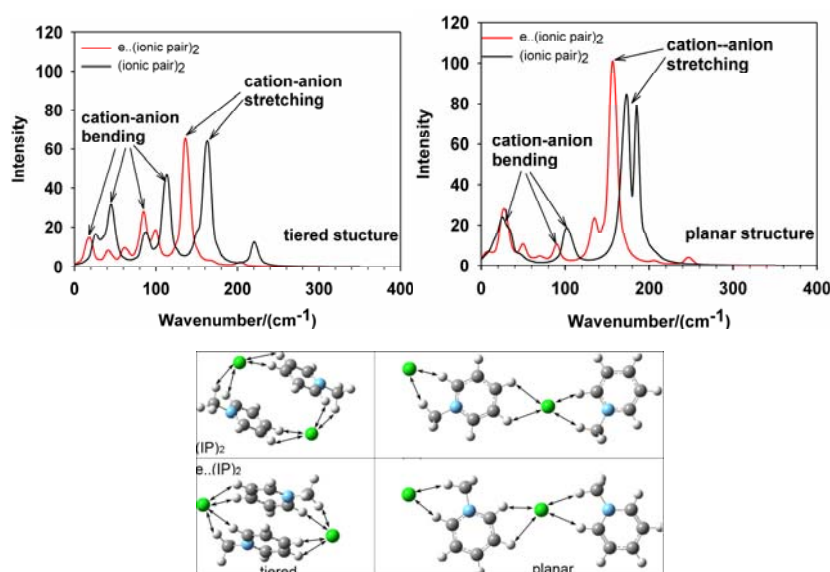 120
100
80
60
40
20
0
Intensity
e..(ionic pair)2
(ionic pair)2
cation-anion
stretching
cation-anion
bending
tiered stucture
0 100 200 300 400
Wavenumber/(cm-1)
120
100
80
60
40
20
0
Intensity
e..(ionic pair)2
(ionic pair)2
cation--anion
stretching
cation-anion
bending
planar structure
0 100 200 300 400
Wavenumber/(cm-1)
(IP)2
e..(IP)2
tiered
planar